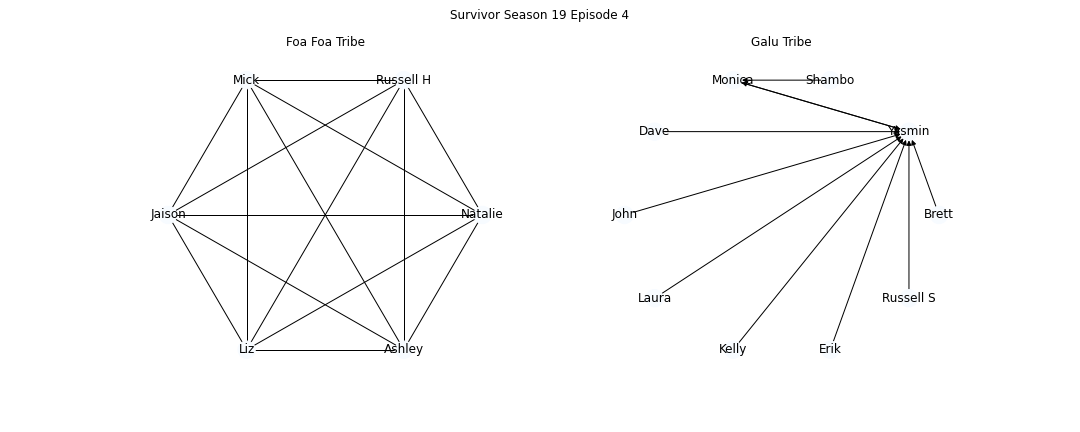 Survivor Season 19 Episode 4
Foa Foa Tribe
Galu Tribe
Mick
Russell H
Monica
Shambo
Dave
Yasmin
Jaison
Natalie
John
Brett
Laura
Russell S
Liz
Ashley
Kelly
Erik